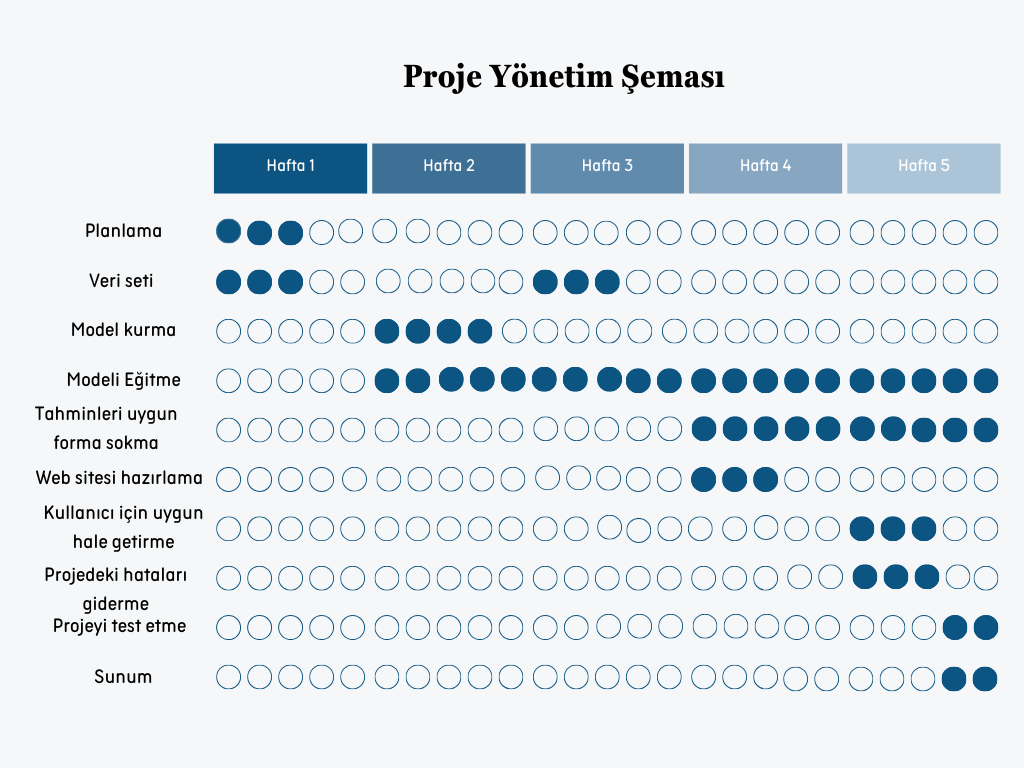 Proje Yönetim Şeması
Hafta 1
Hafta 2
Hafta 3
Hafta 4
Hafta 5
Planlama
Veri seti
Model kurma
Modeli Eğitme
Tahminleri uygun
forma sokma
Web sitesi hazırlama
Kullanıcı için uygun
hale getirme
Projedeki hataları
giderme
Projeyi test etme
Sunum